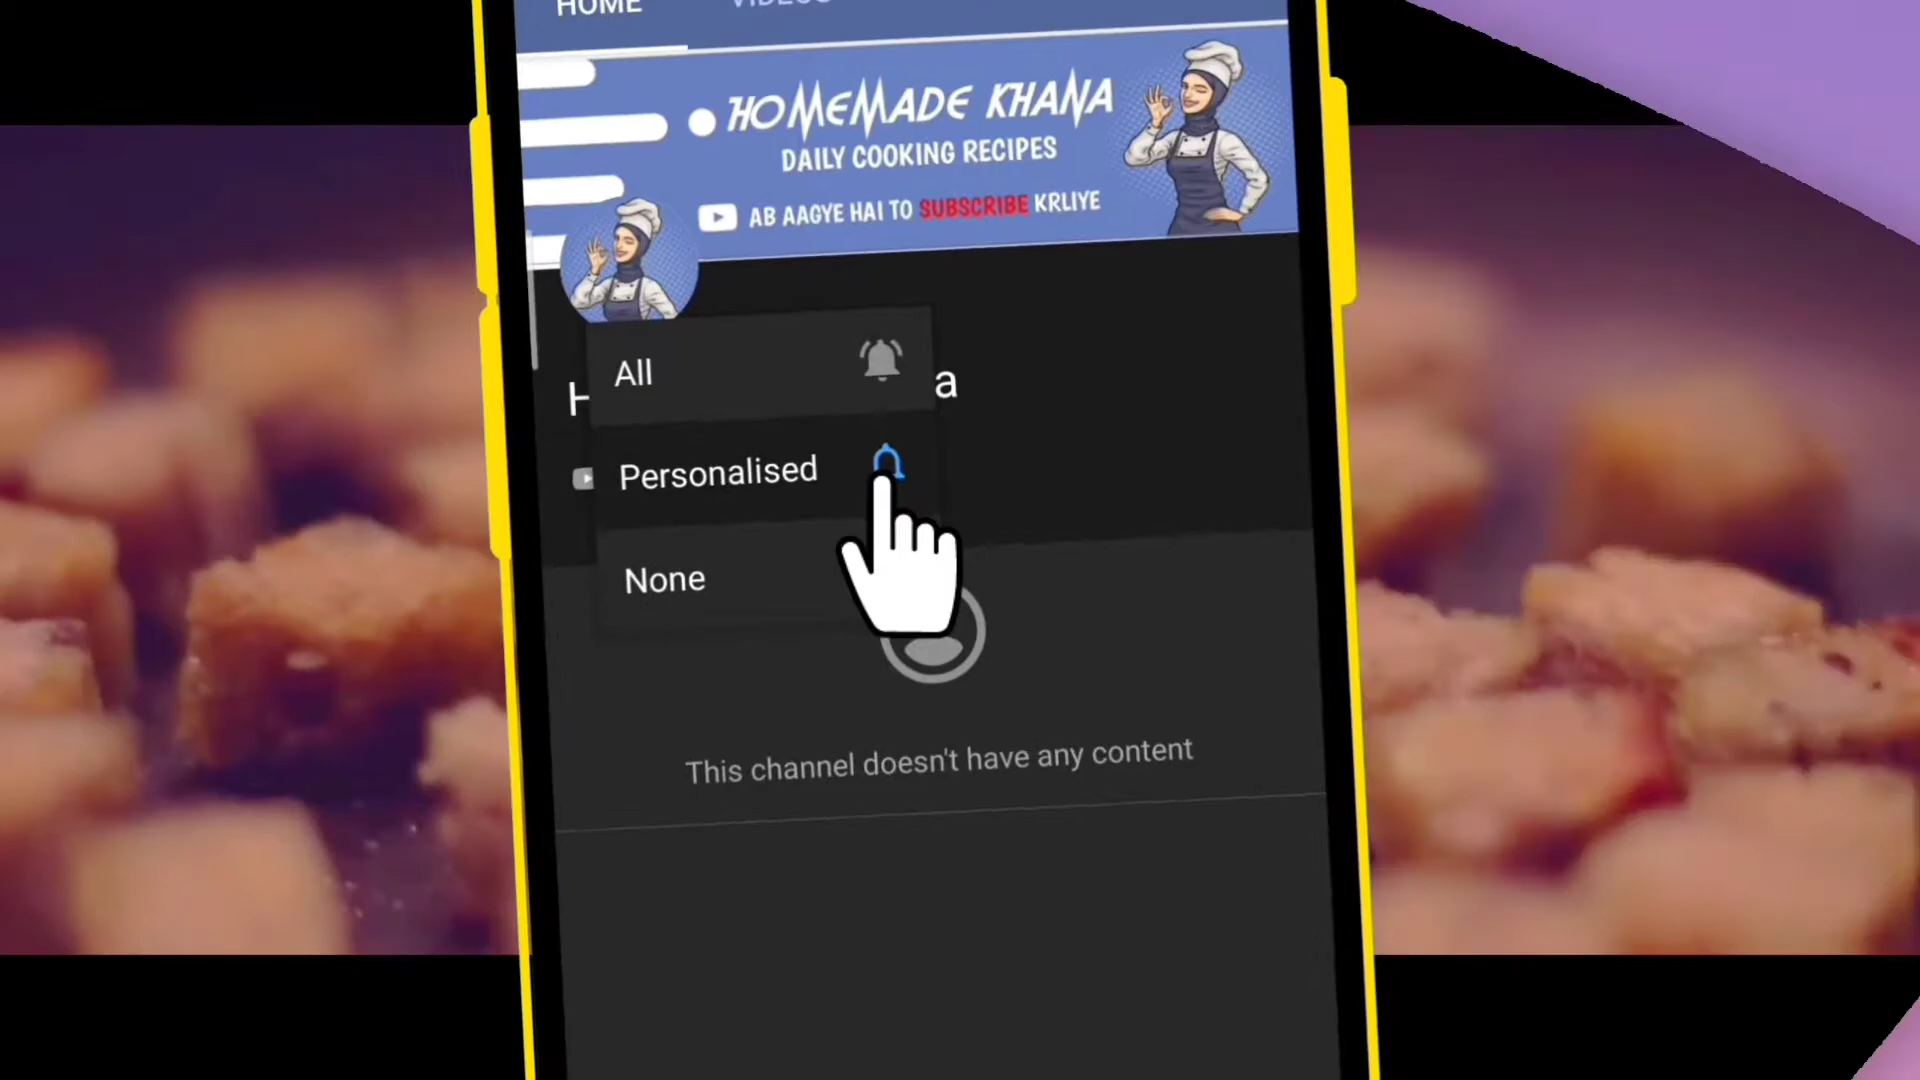 HOME
VIDEOS
HOMEMADE KHANA
DAILY COOKING RECIPES
AB AAGYE HAI TO SUBSCRIBE KRLIYE
All
H
a
Personalised
None
This channel doesn't have any content